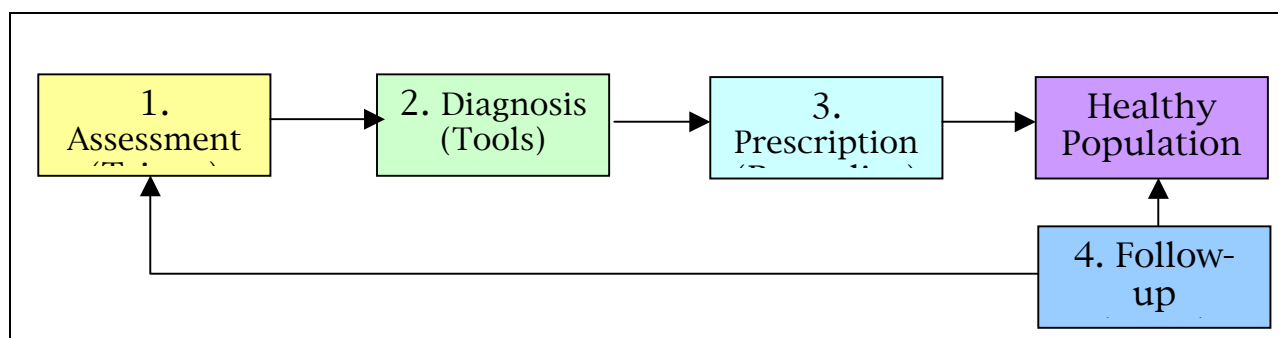 1.
Assessment
2. Diagnosis
(Tools)
3.
Prescription
Healthy
Population
4. Follow-
up